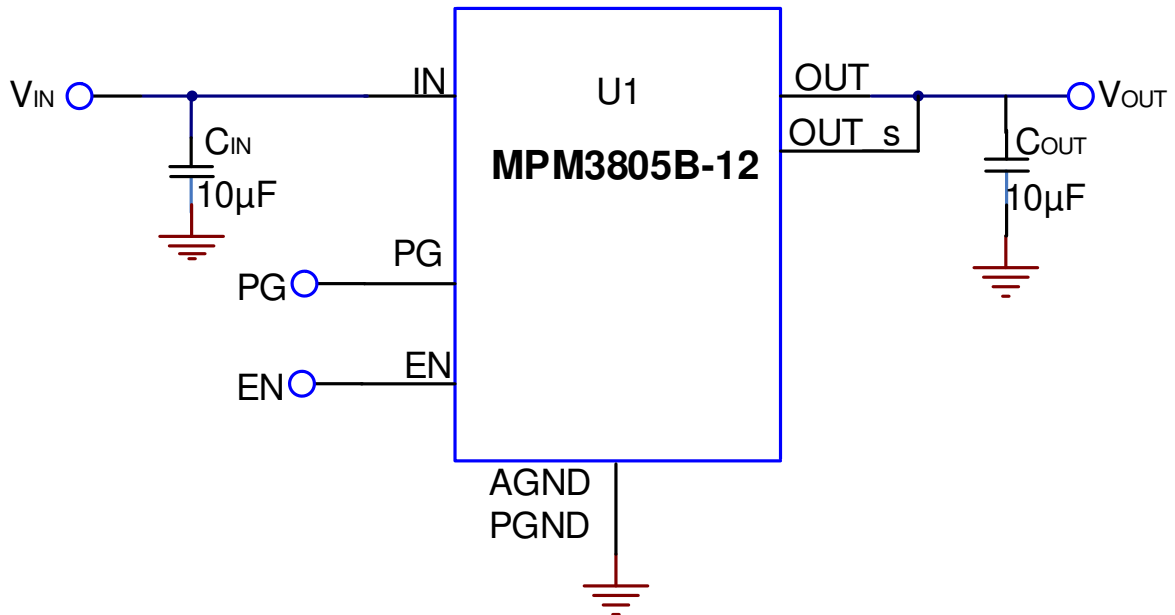 VIN
IN
U1
OUT
VOUT
CIN
10µF
MPM3805B-12
OUT_s
COUT
10µF
PG
PG
EN
EN
AGND
PGND